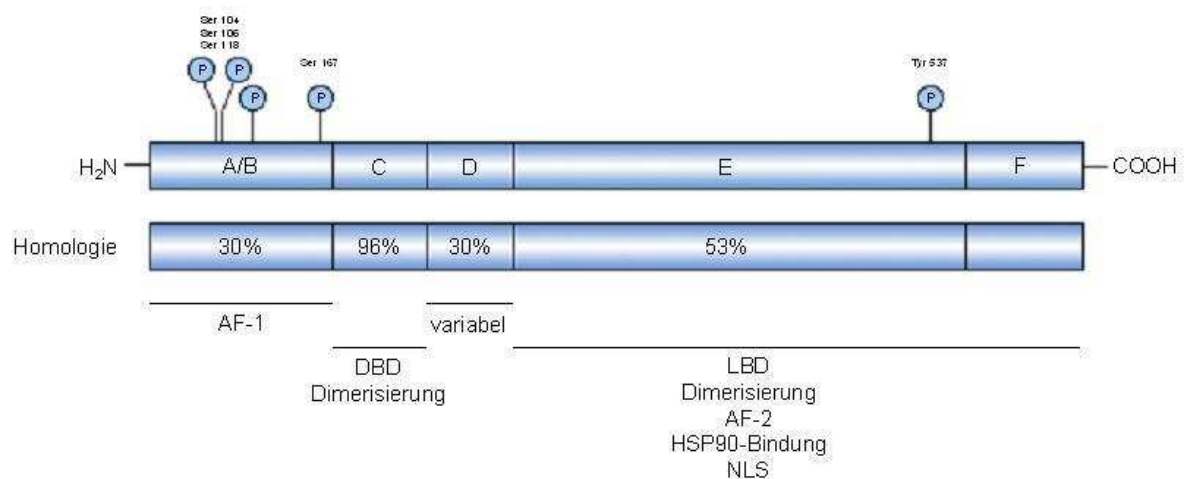 Ser 104
Ser 106
Ser 118
Ser 167
Tyr 537
P
P
P
P
P
H2N
A/B
C
D
E
F
COOH
Homologie
30%
96%
30%
53%
AF-1
variabel
DBD
Dimerisierung
LBD
Dimerisierung
AF-2
HSP90-Bindung
NLS